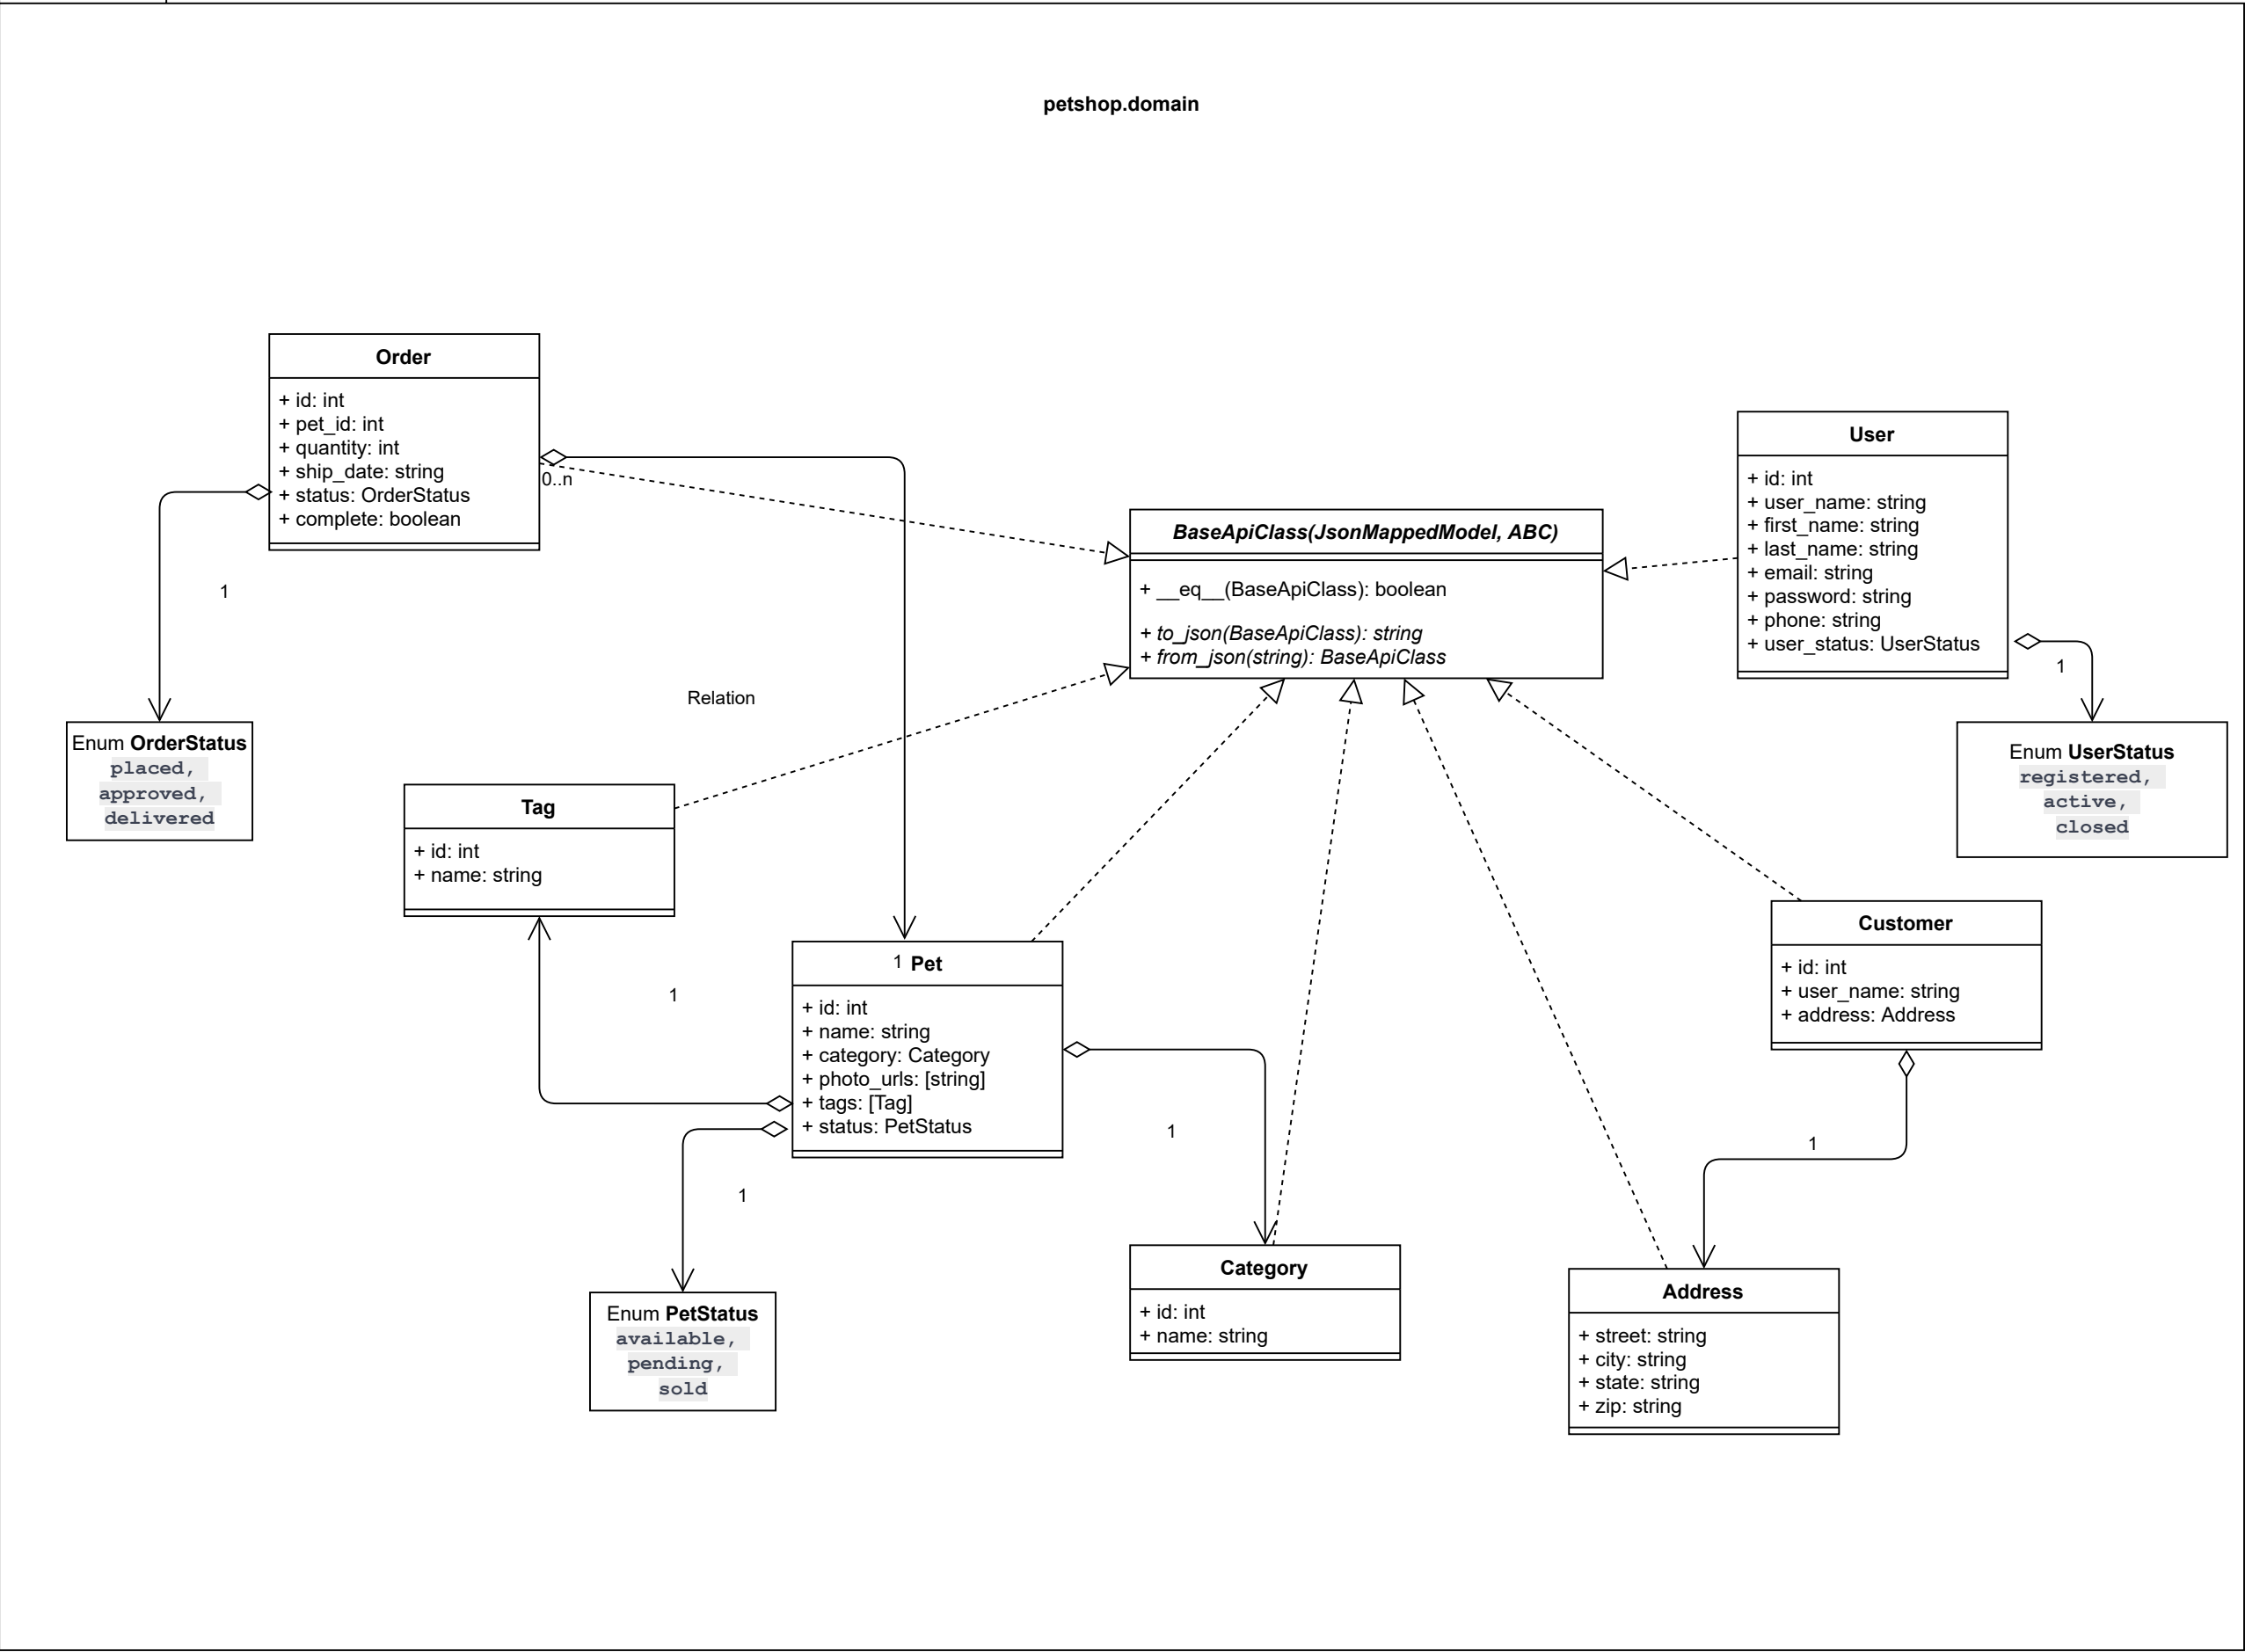 petshop.domain
Order
+ id: int
+ pet_id: int
+ quantity: int
+ ship_date: string
+ status: OrderStatus
+ complete: boolean
0..n
1
Enum OrderStatus
placed,
approved,
delivered
Relation
BaseApiClass(JsonMappedModel, ABC)
+ __eq__(BaseApiClass): boolean
+ to_json(BaseApiClass): string
+ from_json(string): BaseApiClass
User
+ id: int
+ user_name: string
+ first_name: string
+ last_name: string
+ email: string
+ password: string
+ phone: string
+ user_status: UserStatus
1
Enum UserStatus
registered,
active,
closed
Tag
+ id: int
+ name: string
1
1 Pet
+ id: int
+ name: string
+ category: Category
+ photo_urls: [string]
+ tags: [Tag]
+ status: PetStatus
1
Enum PetStatus
available,
pending,
sold
1
Category
+ id: int
+ name: string
Customer
+ id: int
+ user_name: string
+ address: Address
1
Address
+ street: string
+ city: string
+ state: string
+ zip: string